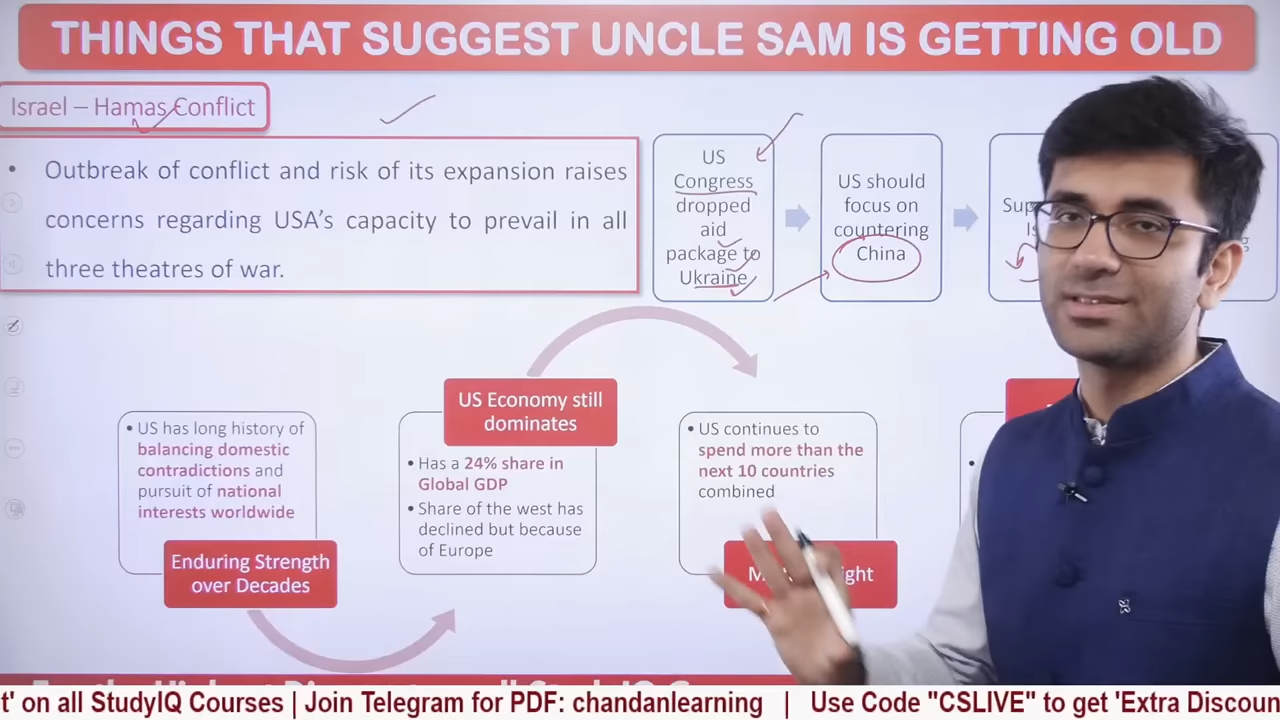 THINGS THAT SUGGEST UNCLE SAM IS GETTING OLD
Israel – Hamas Conflict
• Outbreak of conflict and risk of its expansion raises
concerns regarding USA's capacity to prevail in all
three theatres of war.
US
Congress
dropped
aid
package to
Ukraine
US should
focus on
countering
China
• US has long history of
balancing domestic
contradictions and
pursuit of national
interests worldwide
Enduring Strength
over Decades
US Economy still
dominates
• Has a 24% share in
Global GDP
• Share of the west has
declined but because
of Europe
• US continues to
spend more than the
next 10 countries
combined
t' on all StudyIQ Courses | Join Telegram for PDF: chandanlearning | Use Code "CSLIVE" to get 'Extra Discoun